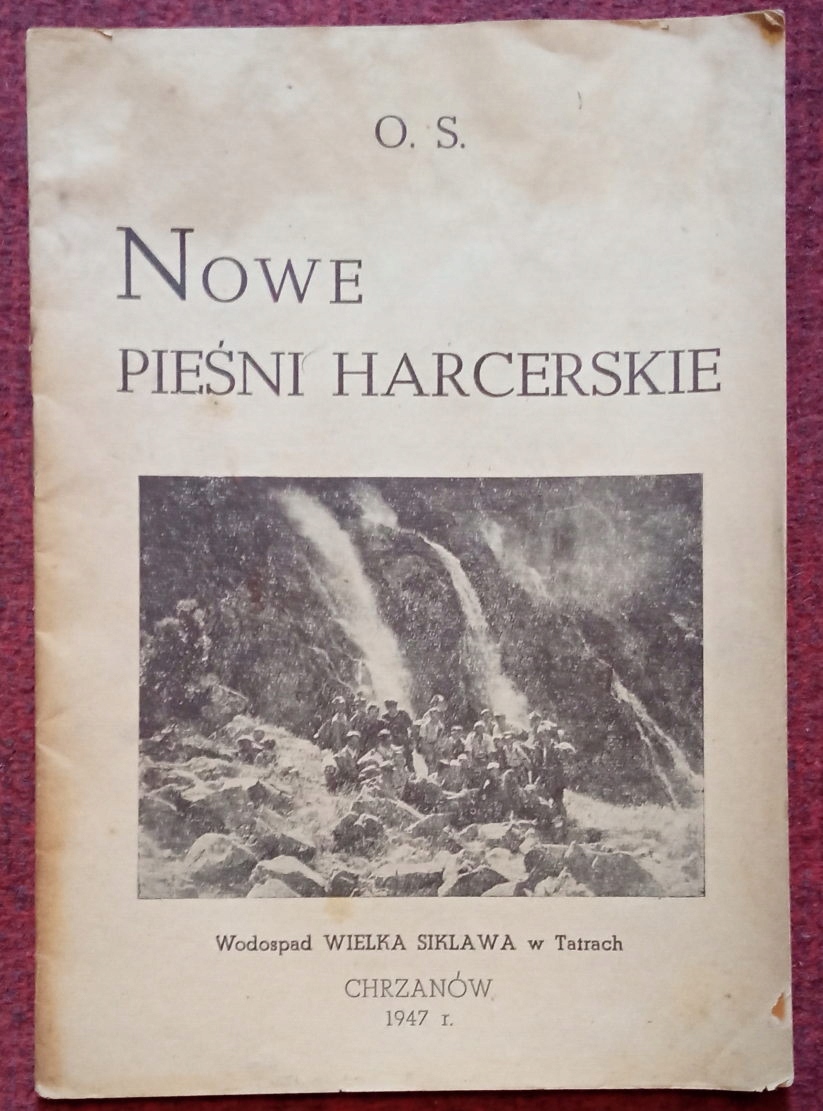 O. S.
NOWE
PIEŚNI HARCERSKIE
Wodospad WIELKA SIKLAWA w Tatrach
CHRZANÓW
1947 r.